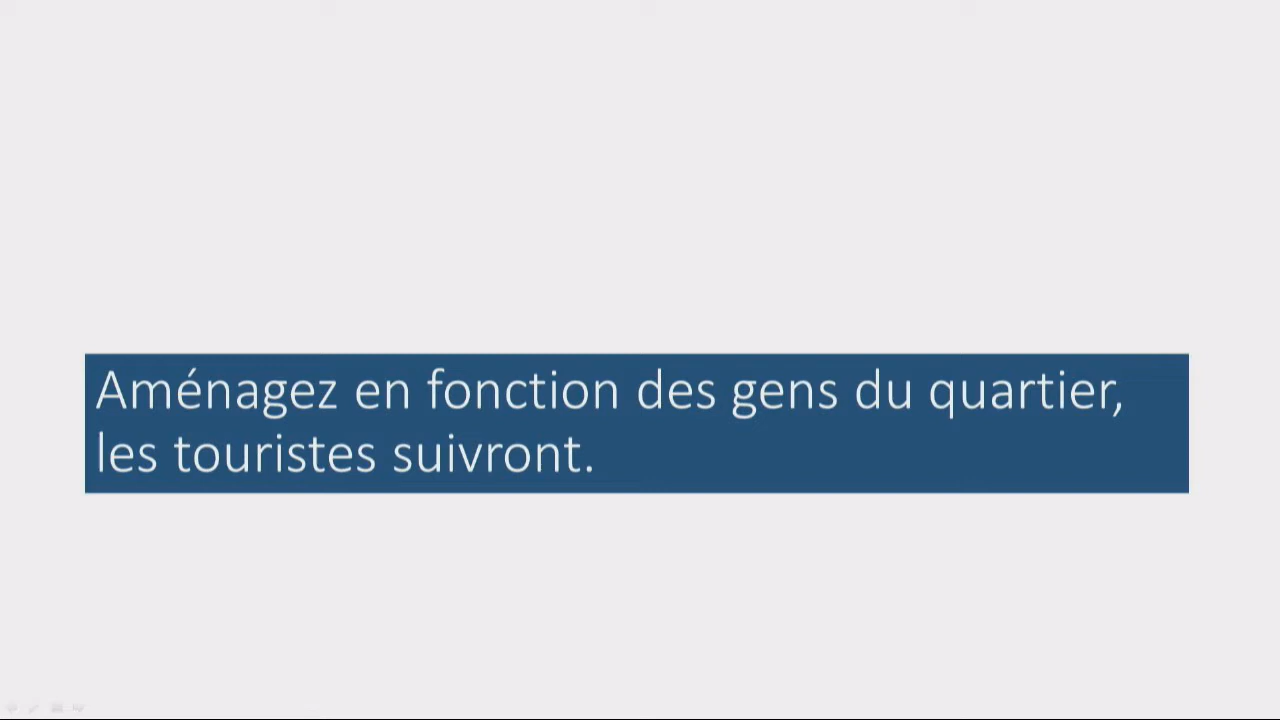 Aménagez en fonction des gens du quartier,
les touristes suivront.